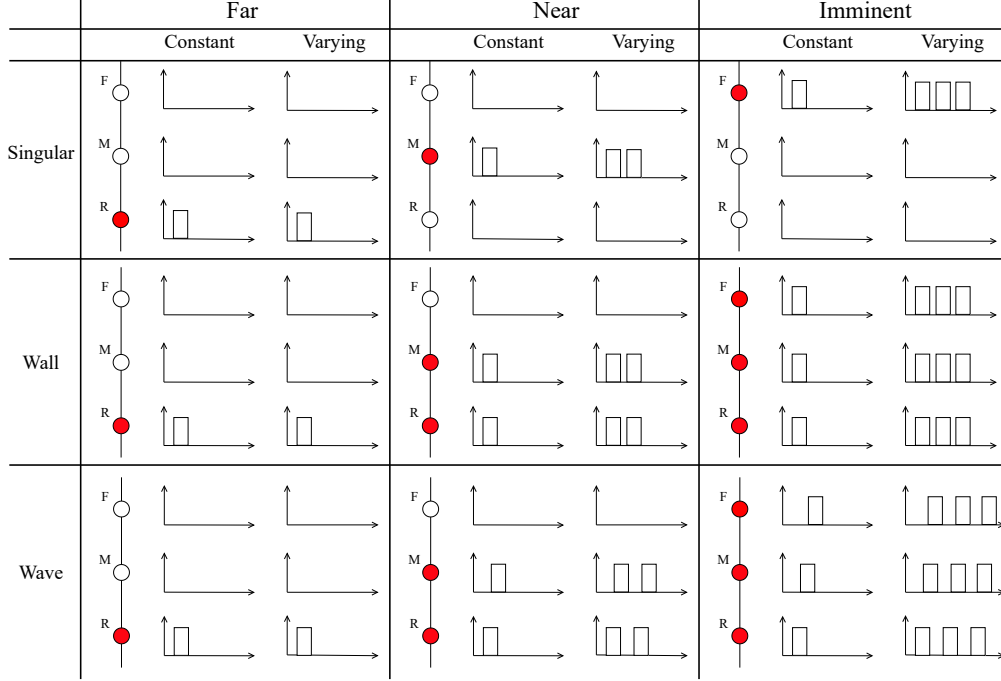 Far Near Imminent
Constant Varying Constant Varying Constant Varying
F F F
Singular M M M
R R R
F F F
Wall M M M
R R R
F F F
Wave M M M
R R R